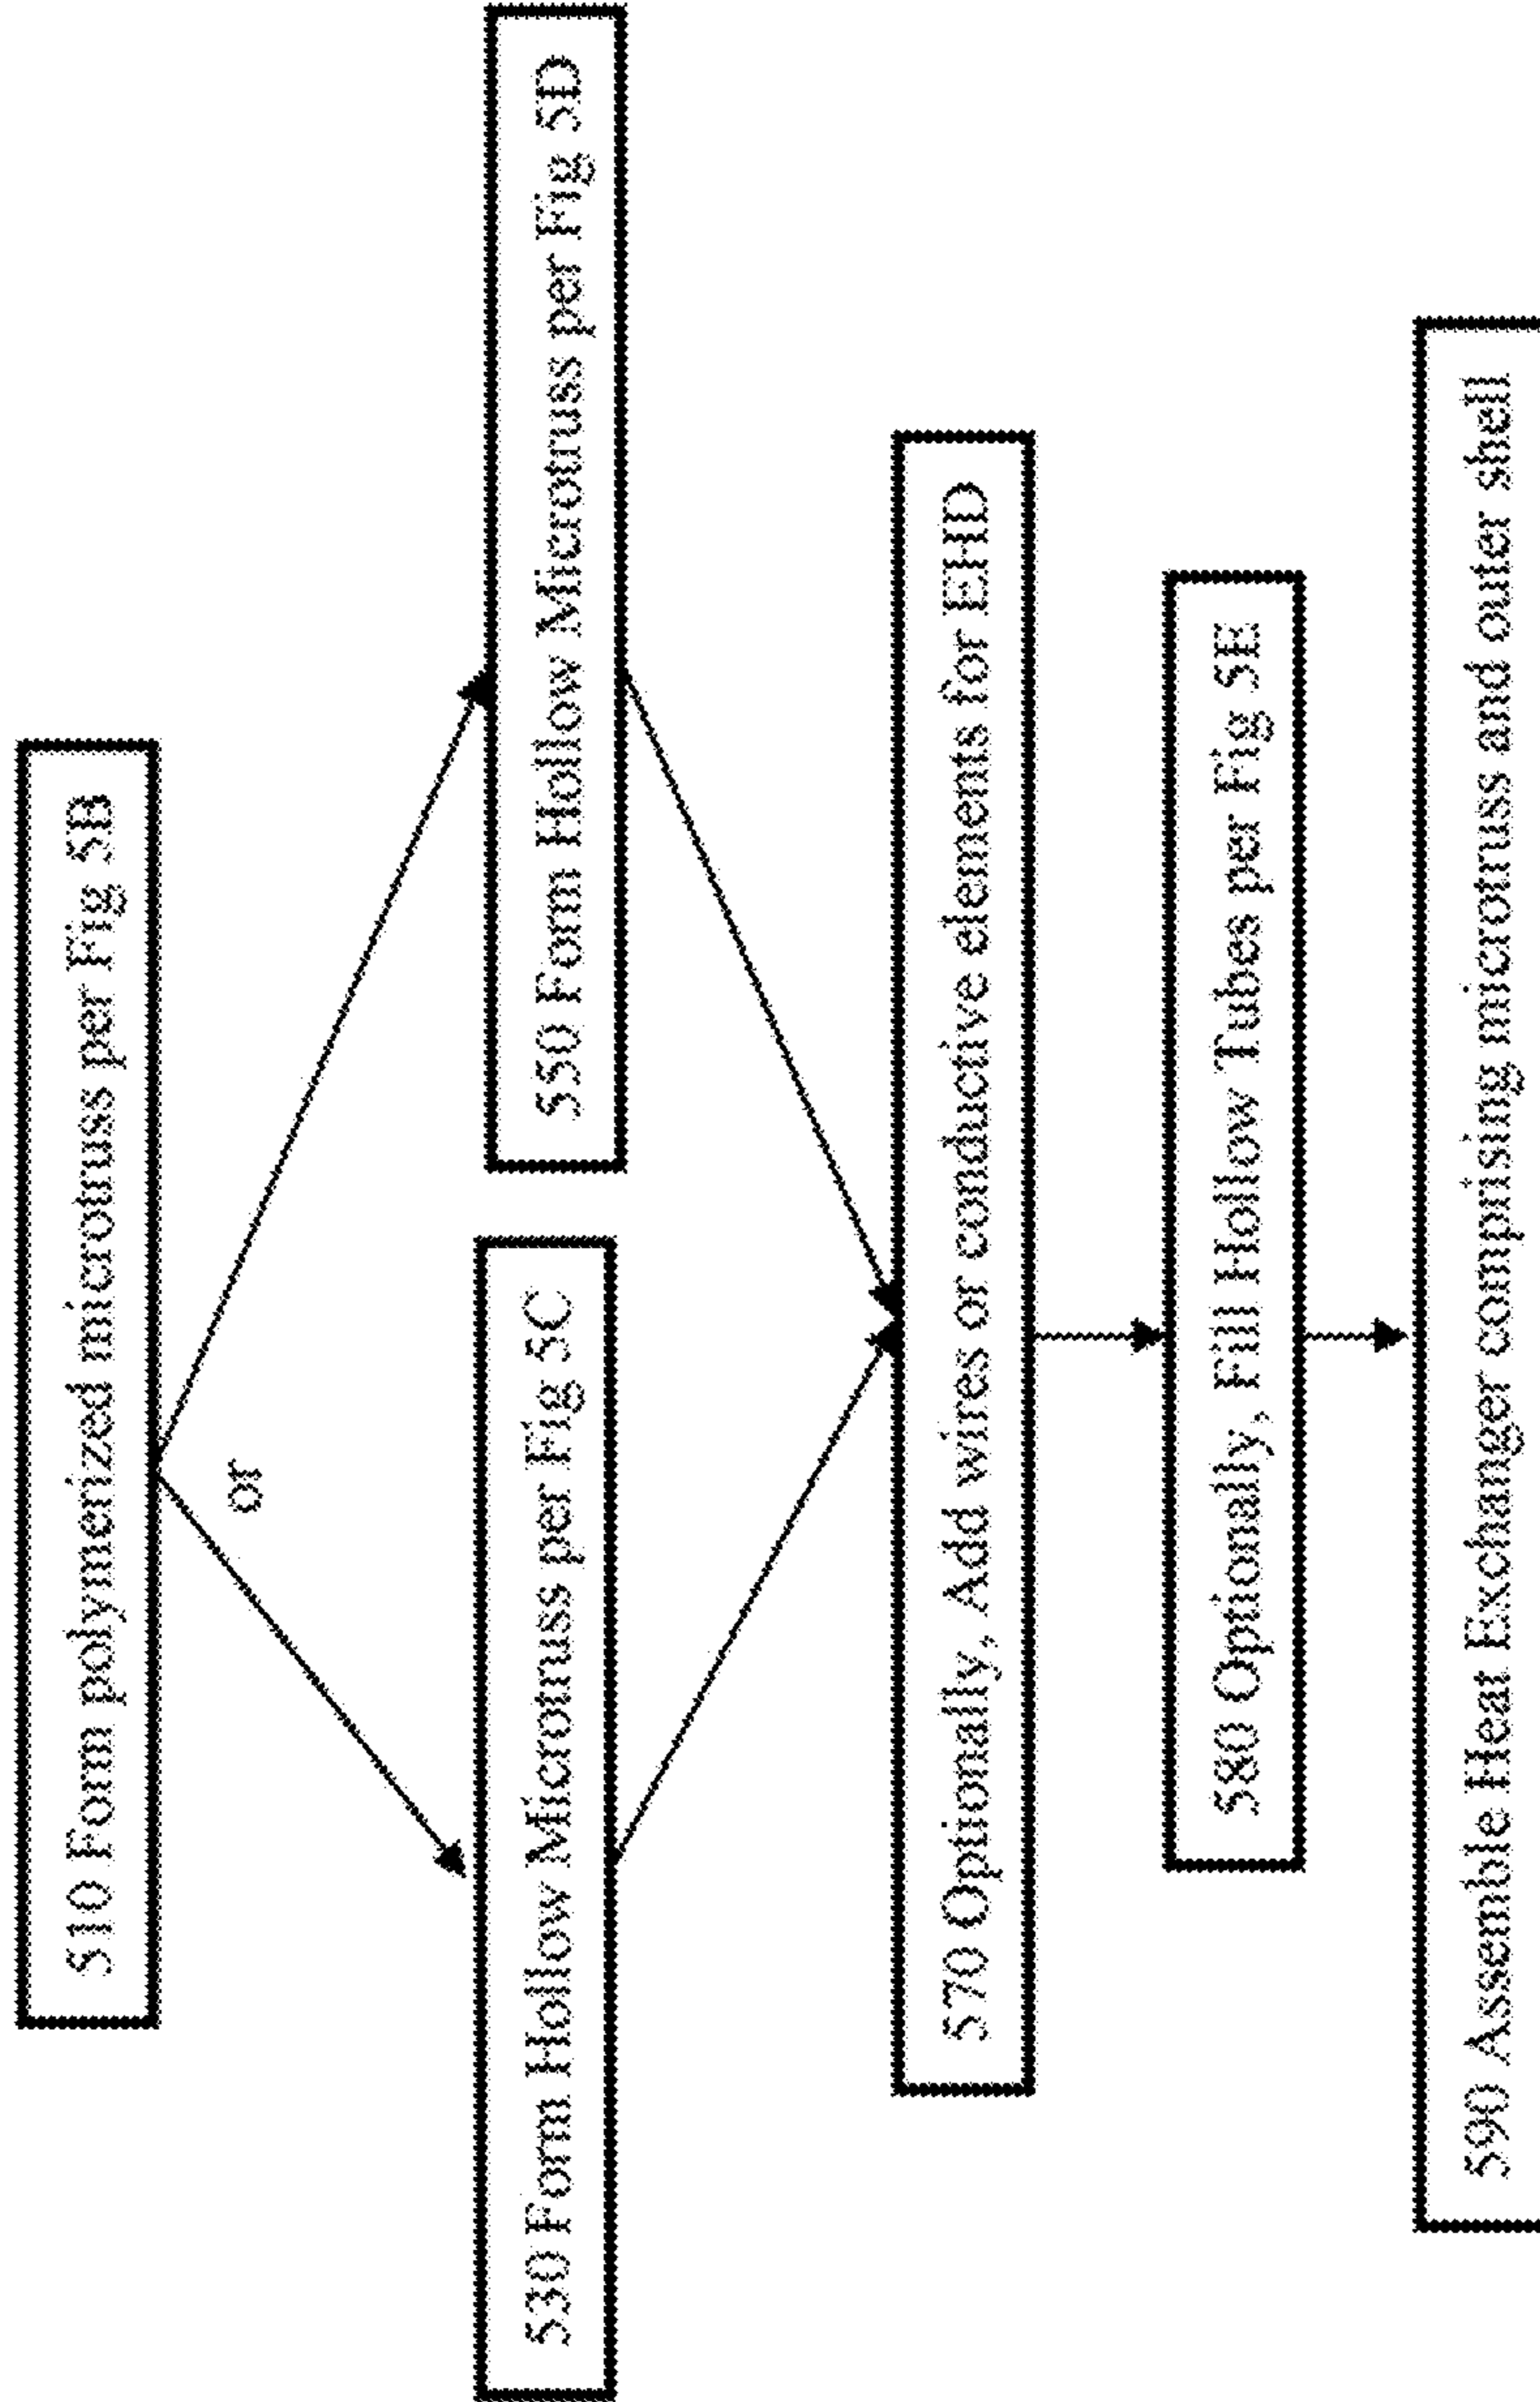 510 Form polymerized microtruss per Fig 5B
or
530 Form Hollow Microtruss per Fig 5C
550 Form Hollow Microtruss per Fig 5D
570 Optionally, Add wires or conductive elements for EHD
580 Optionally, Fill Hollow Tubes per Fig 5E
590 Assemble Heat Exchanger comprising microtruss and outer shell